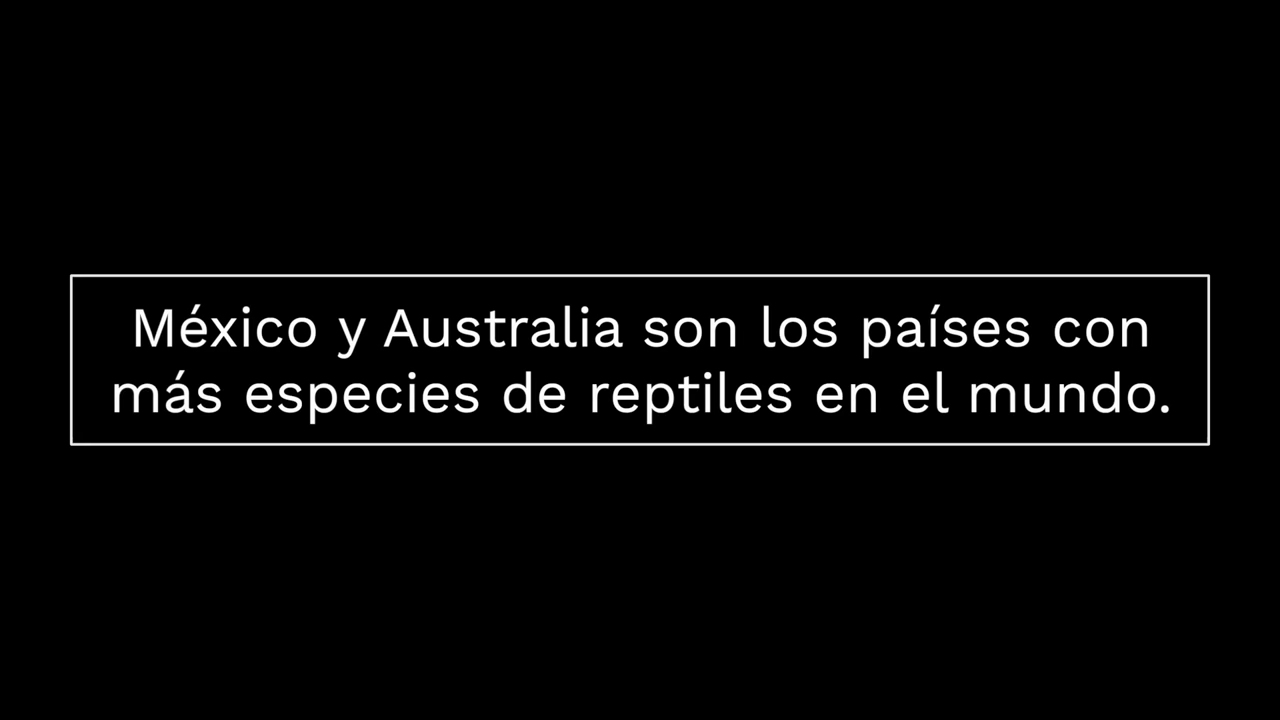 México y Australia son los países con
más especies de reptiles en el mundo.